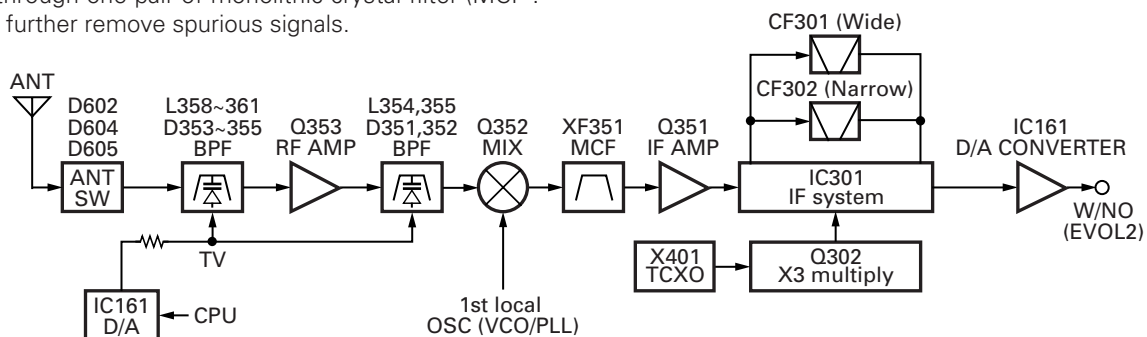 through one pair of monolithic crystal filter (MCF .
further remove spurious signals.
CF301 (Wide)
CF302 (Narrow)
ANT
D602
D604
D605
ANT
SW
L358~361
D353~355
BPF
Q353
RF AMP
L354,355
D351,352
BPF
Q352
MIX
XF351
MCF
Q351
IF AMP
IC301
IF system
IC161
D/A CONVERTER
W/NO
(EVOL2)
TV
X401
TCXO
Q302
X3 multiply
IC161
D/A
CPU
1st local
OSC (VCO/PLL)